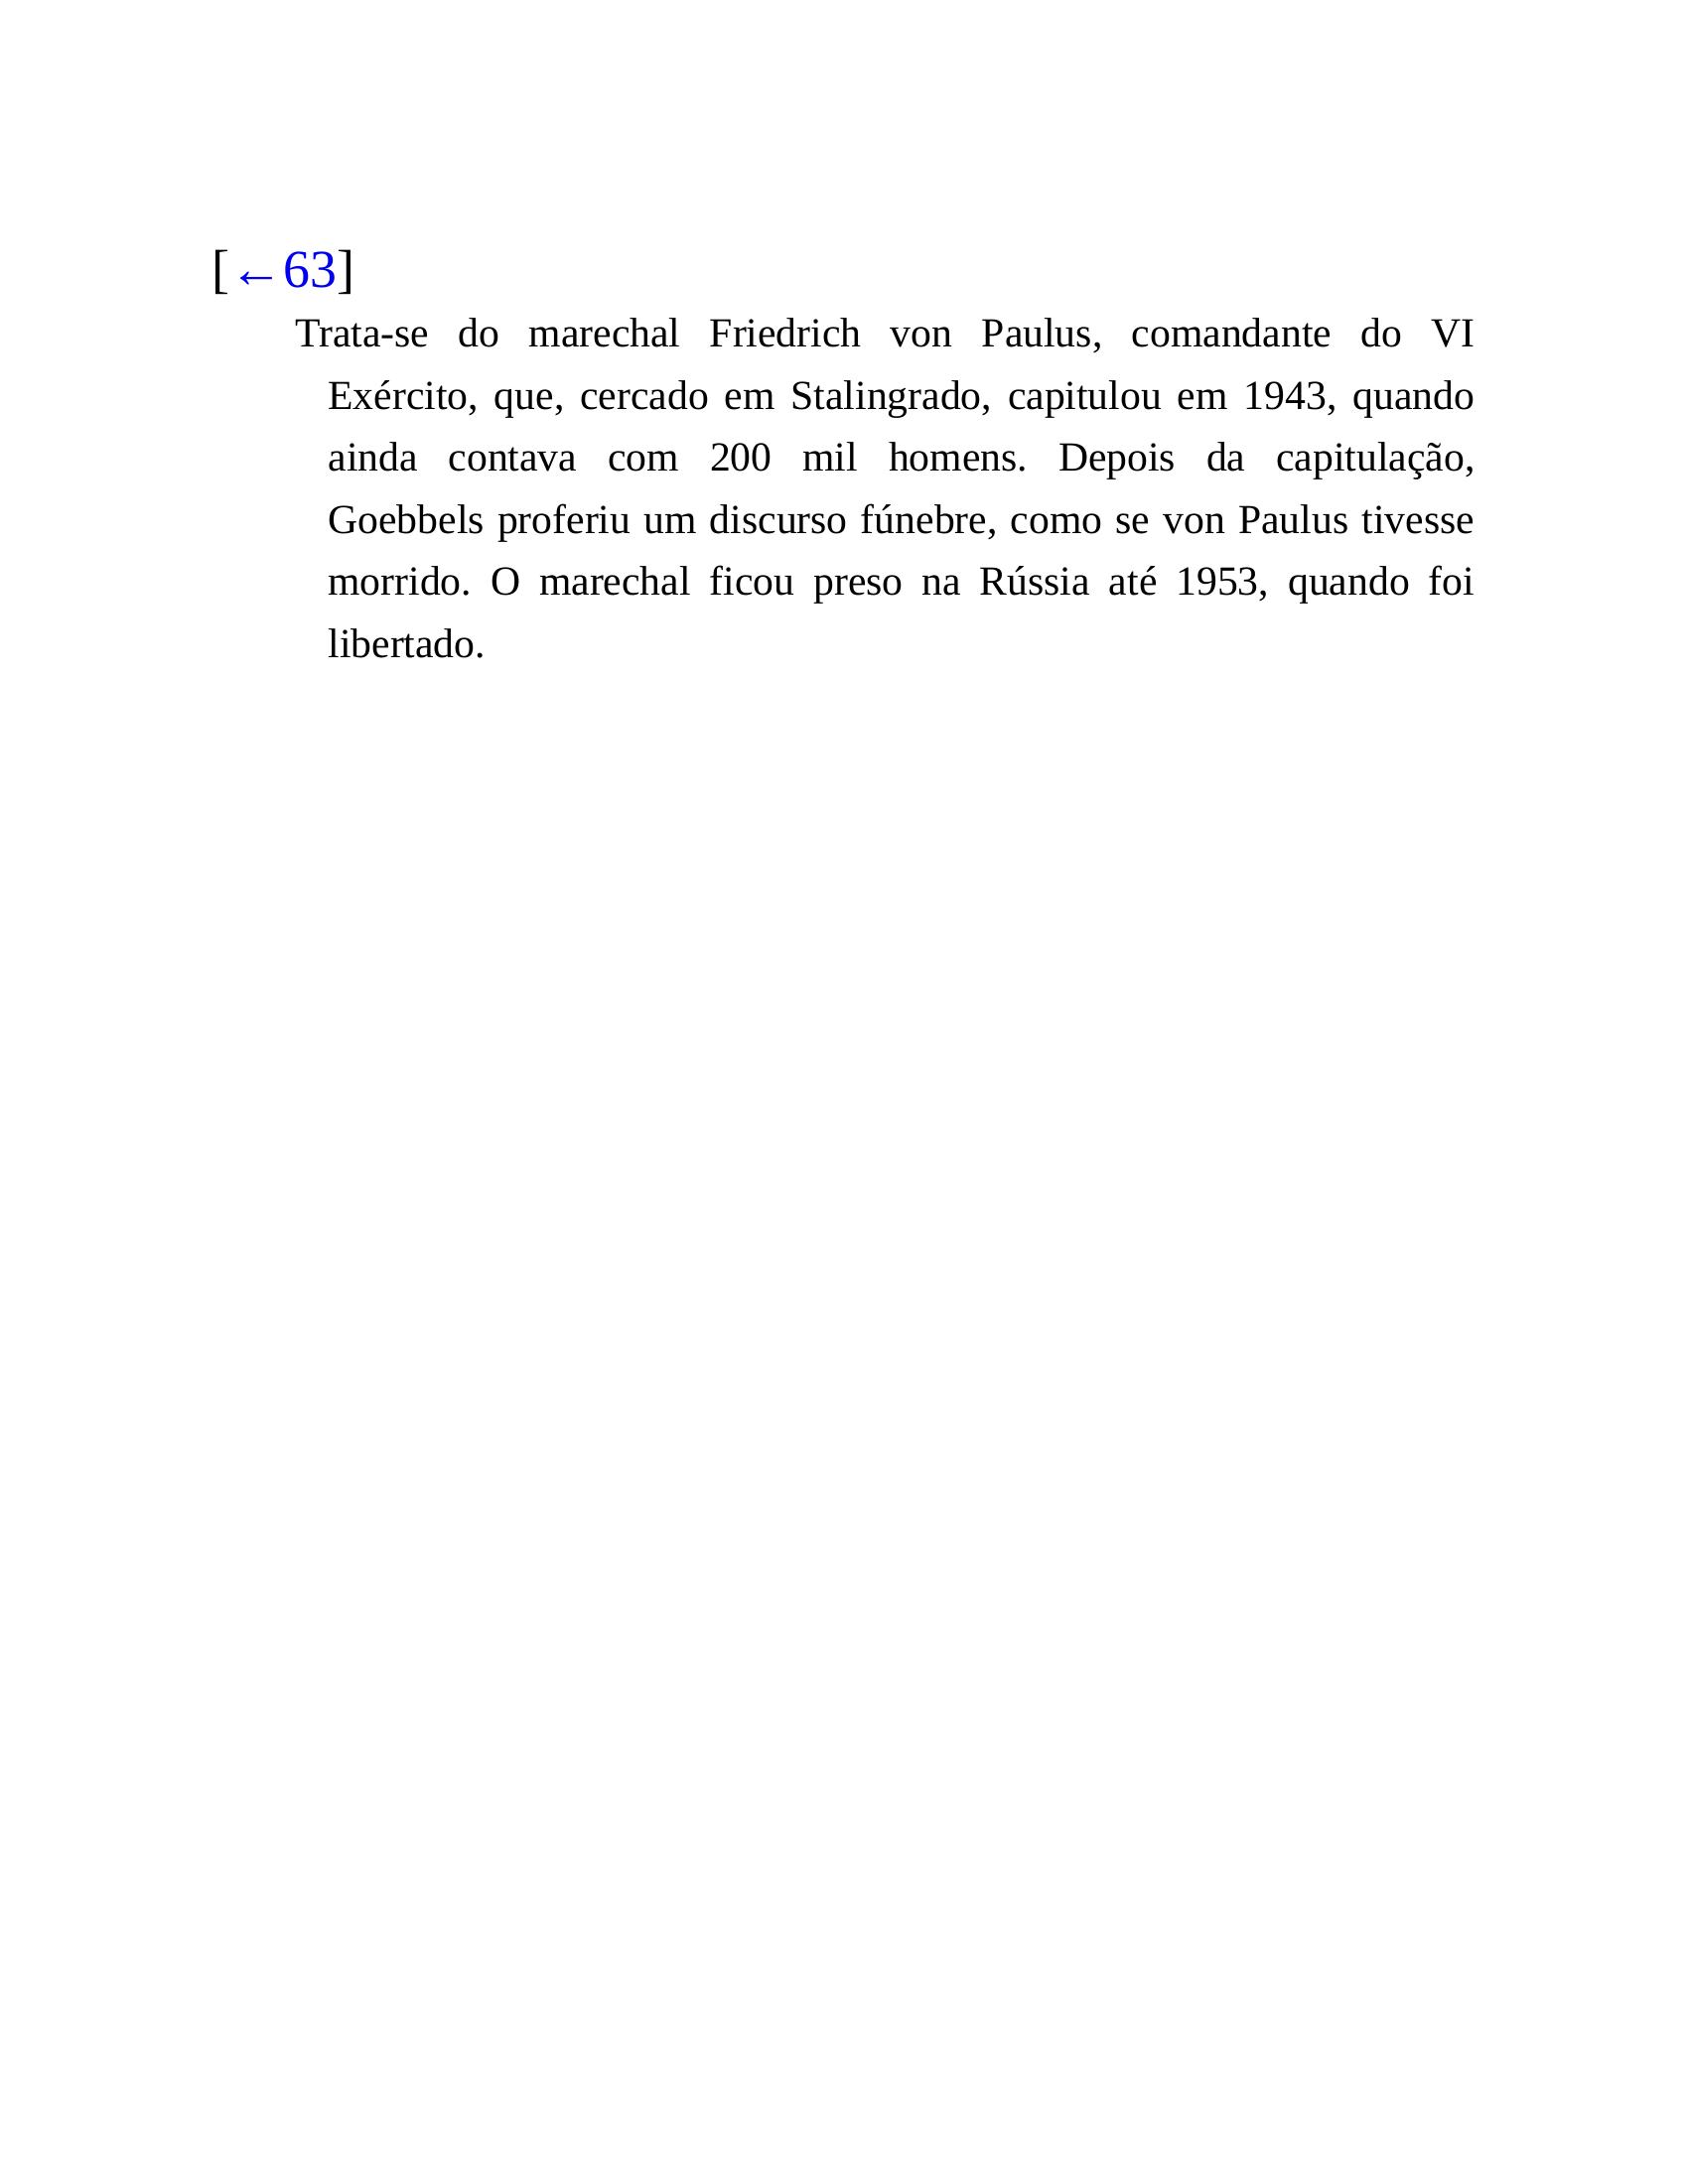 [←63]
Trata-se do marechal Friedrich von Paulus, comandante do VI
Exército, que, cercado em Stalingrado, capitulou em 1943, quando
ainda contava com 200 mil homens. Depois da capitulação,
Goebbels proferiu um discurso fúnebre, como se von Paulus tivesse
morrido. O marechal ficou preso na Rússia até 1953, quando foi
libertado.